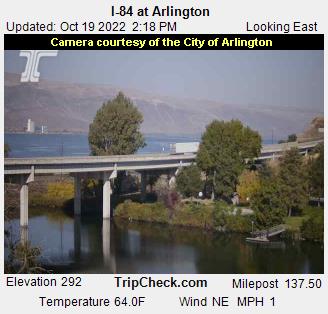 I-84 at Arlington
Updated: Oct 19 2022 2:18 PM Looking East
Camera courtesy of the City of Arlington
Elevation 292 TripCheck.com Milepost 137.50
Temperature 64.0F Wind NE MPH 1